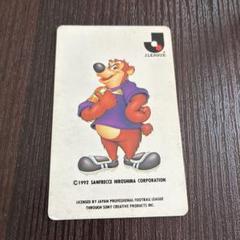 J.LEAGUE
©1992 SANFRECCE HIROSHIMA CORPORATION
LICENSED BY JAPAN PROFESSIONAL FOOTBALL LEAGUE
THROUGH SONY CREATIVE PRODUCTS INC.